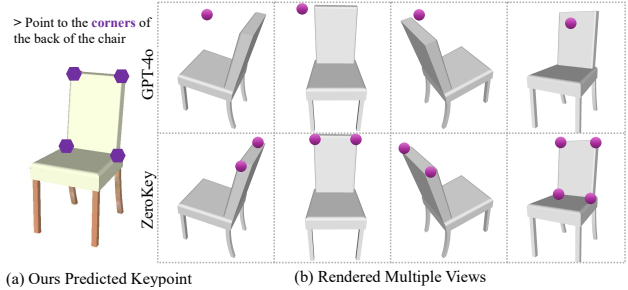 > Point to the corners of
the back of the chair
GPT-4o
ZeroKey
(a) Ours Predicted Keypoint
(b) Rendered Multiple Views